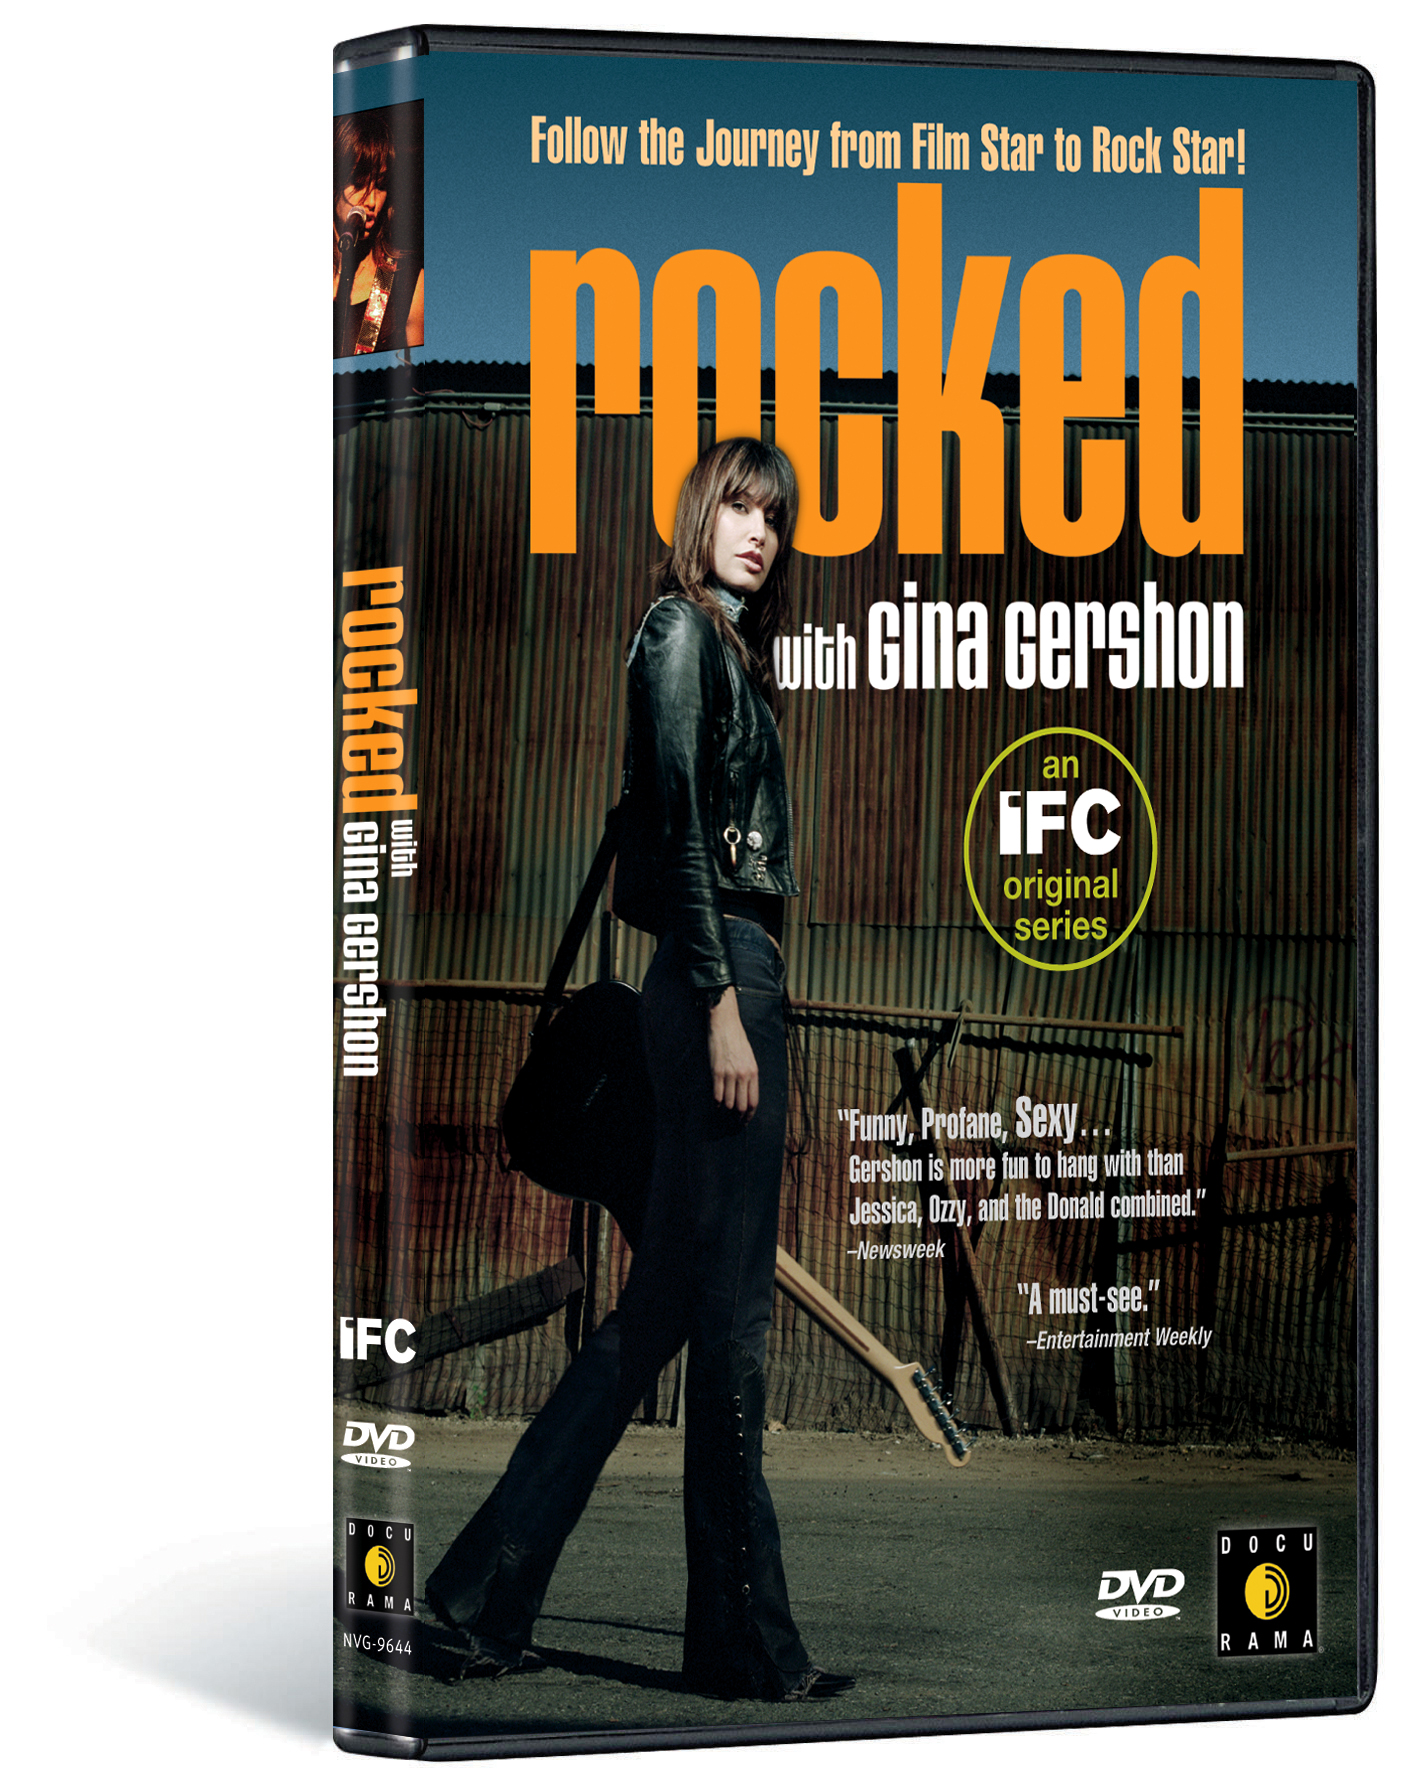 Follow the Journey from Film Star to Rock Star!
rocked
with Gina Gershon
an
iFC
original
series
“Funny, Profane, Sexy...
Gershon is more fun to hang with than
Jessica, Ozzy, and the Donald combined.”
–Newsweek
“A must-see.”
–Entertainment Weekly
DVD
VIDEO
DOCU
RAMA
rocked with Gina Gershon
iFC
DVD
VIDEO
DOCU
RAMA
NVG-9644